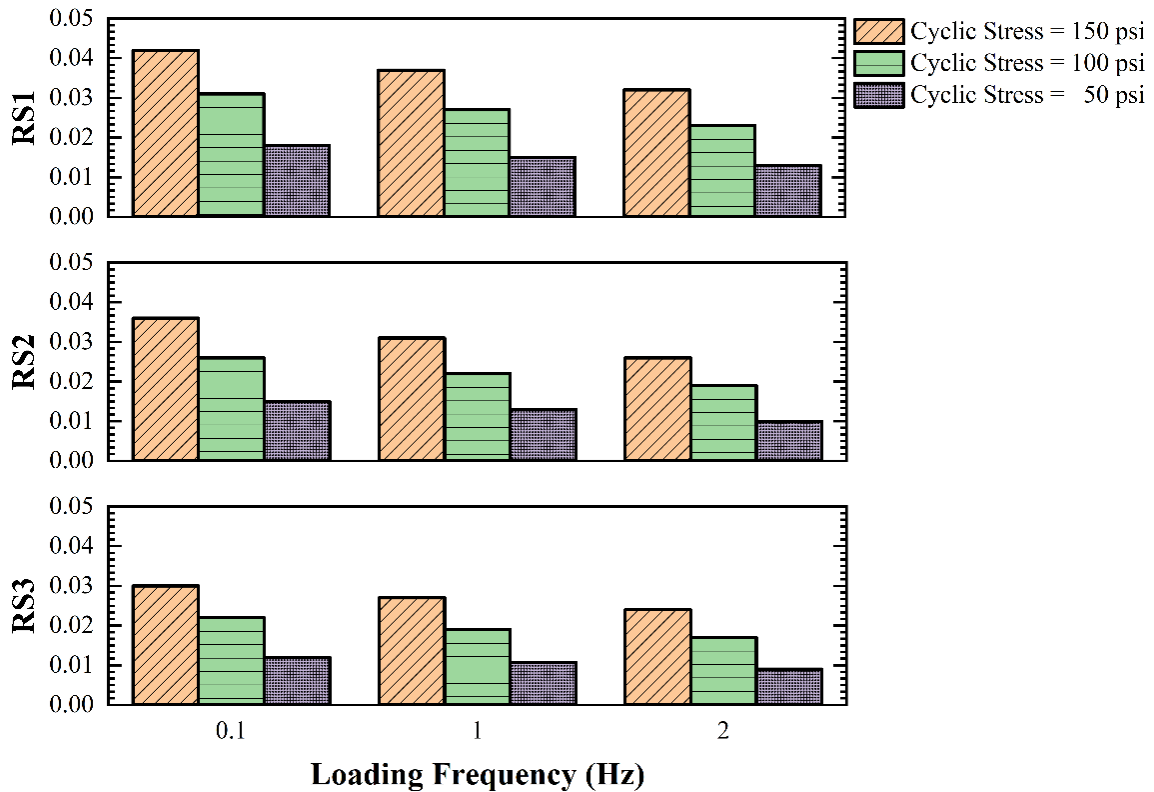 RS1
0.05
0.04
0.03
0.02
0.01
0.00
Cyclic Stress = 150 psi
Cyclic Stress = 100 psi
Cyclic Stress = 50 psi
RS2
0.05
0.04
0.03
0.02
0.01
0.00
RS3
0.05
0.04
0.03
0.02
0.01
0.00
0.1 1 2
Loading Frequency (Hz)